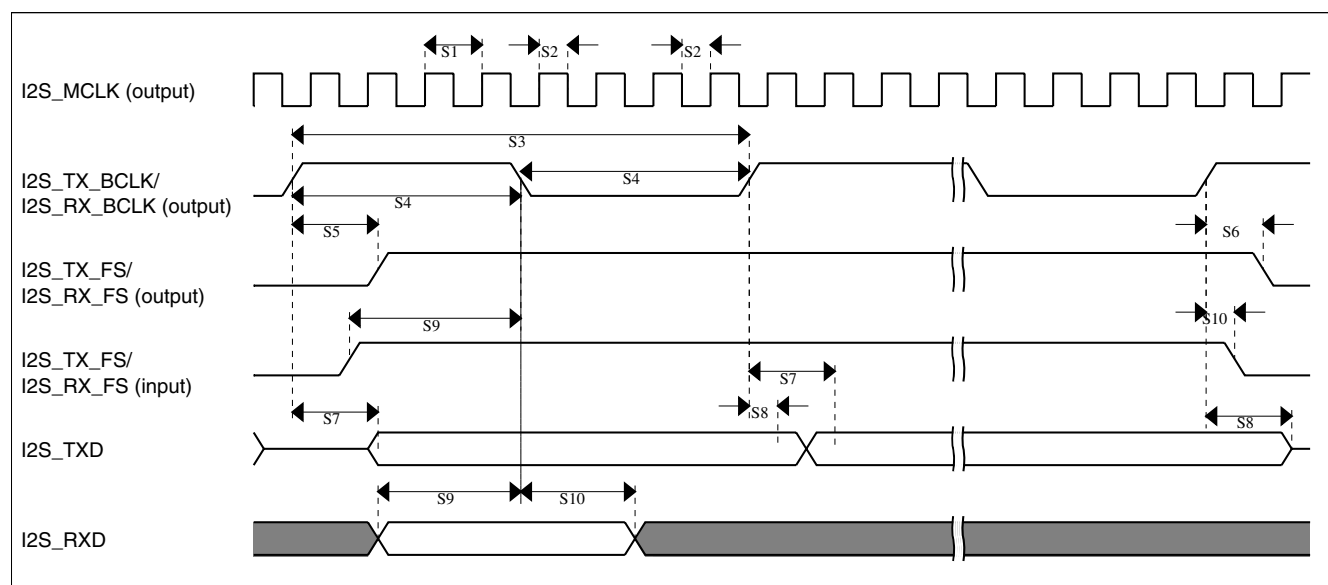 S1
S2
S2
I2S_MCLK (output)
S3
I2S_TX_BCLK/
I2S_RX_BCLK (output)
S4
S4
S5
S6
I2S_TX_FS/
I2S_RX_FS (output)
S9
S10
I2S_TX_FS/
I2S_RX_FS (input)
S7
S7
S8
S8
I2S_TXD
S9
S10
I2S_RXD